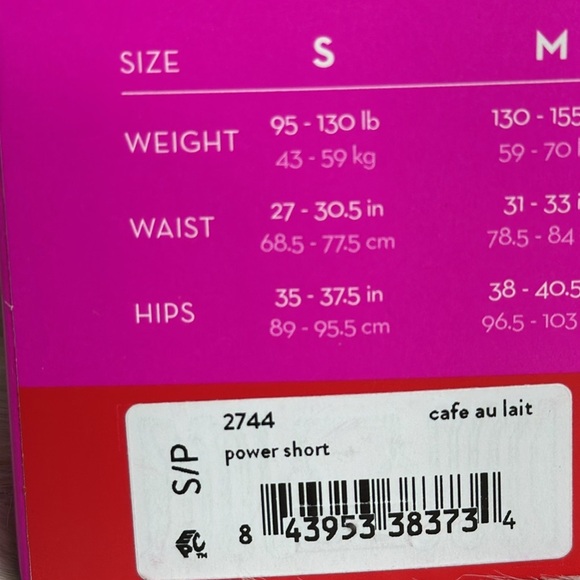 SIZE S M
WEIGHT 95 - 130 lb 130 - 155
43 - 59 kg 59 - 70
WAIST 27 - 30.5 in 31 - 33
68.5 - 77.5 cm 78.5 - 84
HIPS 35 - 37.5 in 38 - 40.5
89 - 95.5 cm 96.5 - 103
2744 cafe au lait
power short
S/P
EPC TM
8 43953 38373 4